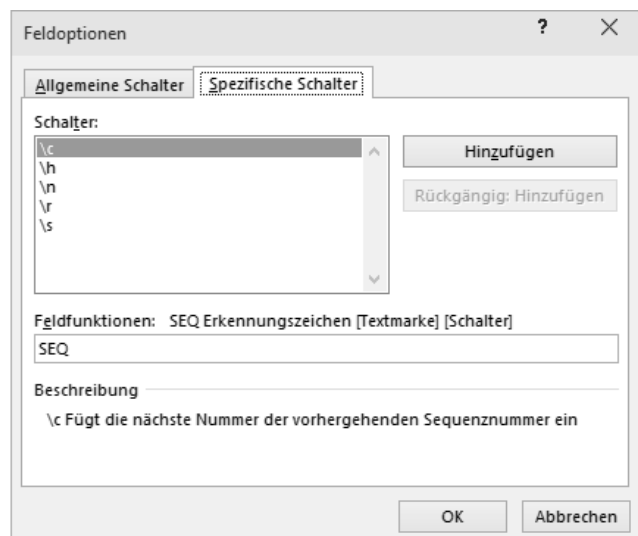 Feldoptionen ?
Allgemeine Schalter Spezifische Schalter
Schalter:
\c
\h
\n
\r
\s
Hinzufügen
Rückgängig: Hinzufügen
Feldfunktionen: SEQ Erkennungszeichen [Textmarke] [Schalter]
SEQ
Beschreibung
\c Fügt die nächste Nummer der vorhergehenden Sequenznummer ein
OK Abbrechen